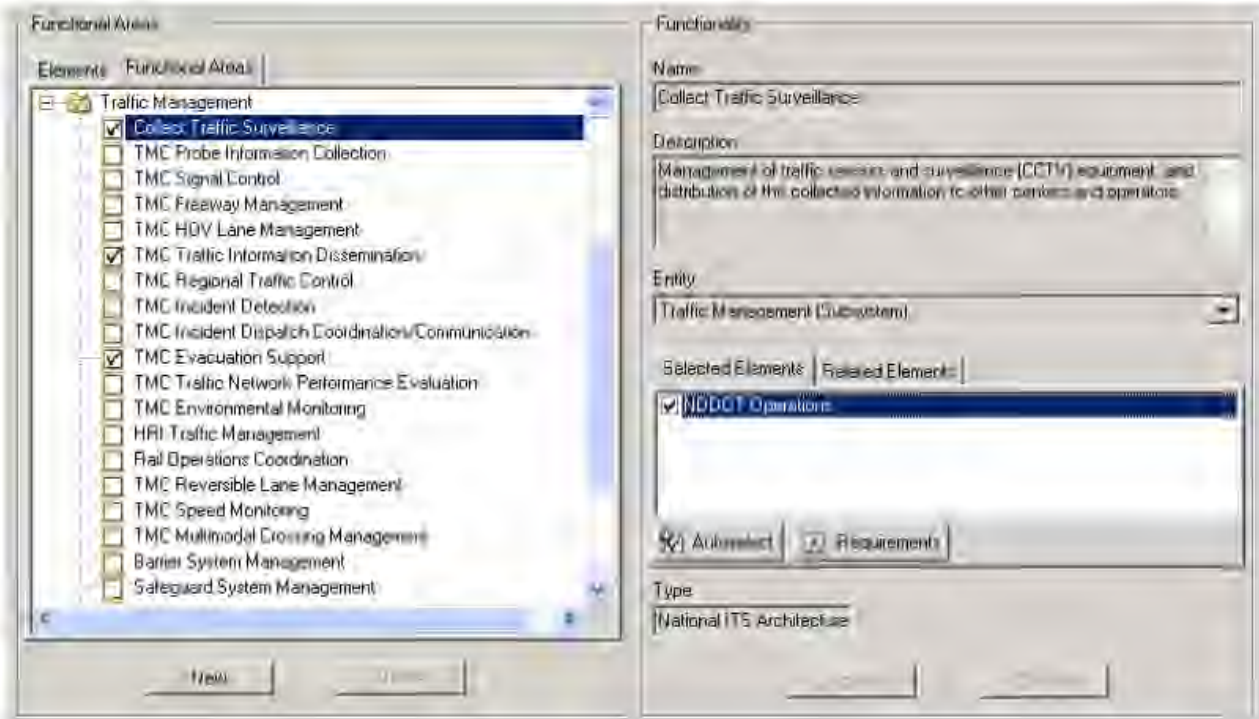 Functional Areas
Elements
Functional Areas
Traffic Management
Collect Traffic Surveillance
TMC Probe Information Collection
TMC Signal Control
TMC Freeway Management
TMC HOV Lane Management
TMC Traffic Information Dissemination
TMC Regional Traffic Control
TMC Incident Detection
TMC Incident Dispatch Coordination/Communication
TMC Evacuation Support
TMC Traffic Network Performance Evaluation
TMC Environmental Monitoring
HRI Traffic Management
Rail Operations Coordination
TMC Reversible Lane Management
TMC Speed Monitoring
TMC Multimodal Crossing Management
Barrier System Management
Safeguard System Management
New
Functionality
Name
Collect Traffic Surveillance
Description
Management of traffic sensors and surveillance (CCTV) equipment, and
distribution of the collected information to other centers and operators.
Entity
Traffic Management (Subsystem)
Selected Elements
Related Elements
NDDOT Operations
Autoselect
Requirements
Type
National ITS Architecture